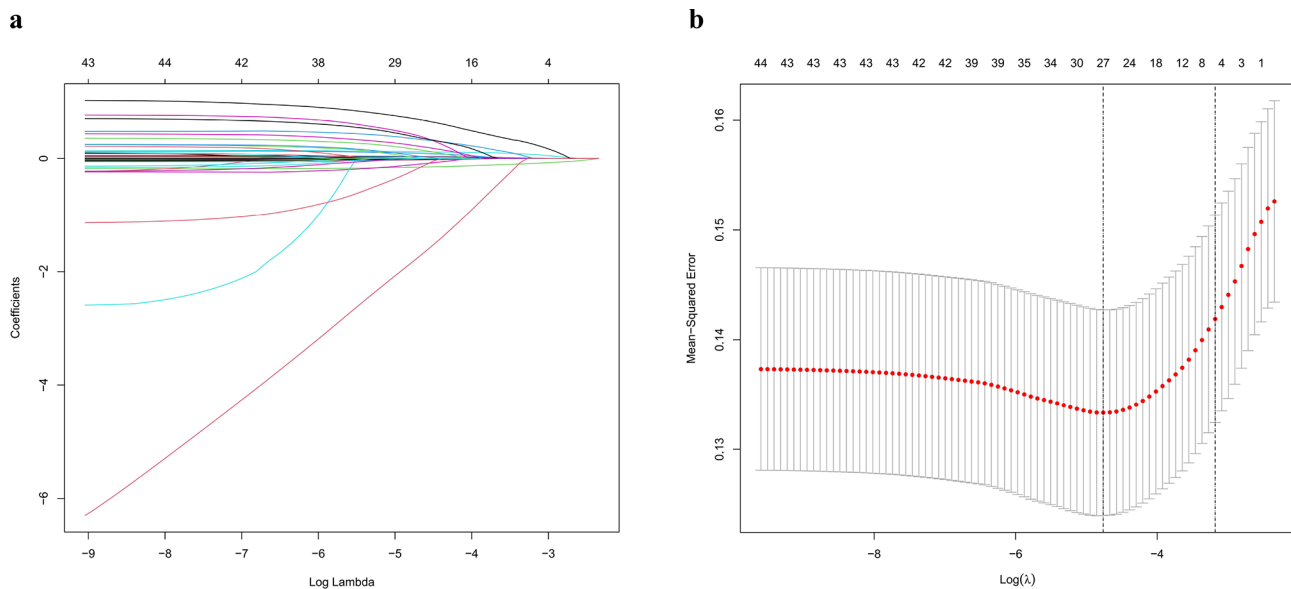 a
43 44 42 38 29 16 4
Coefficients
0
−2
−4
−6
−9 −8 −7 −6 −5 −4 −3
Log Lambda
b
44 43 43 43 43 43 42 42 39 39 35 34 30 27 24 18 12 8 4 3 1
Mean−Squared Error
0.16
0.15
0.14
0.13
−8 −6 −4
Log(λ)